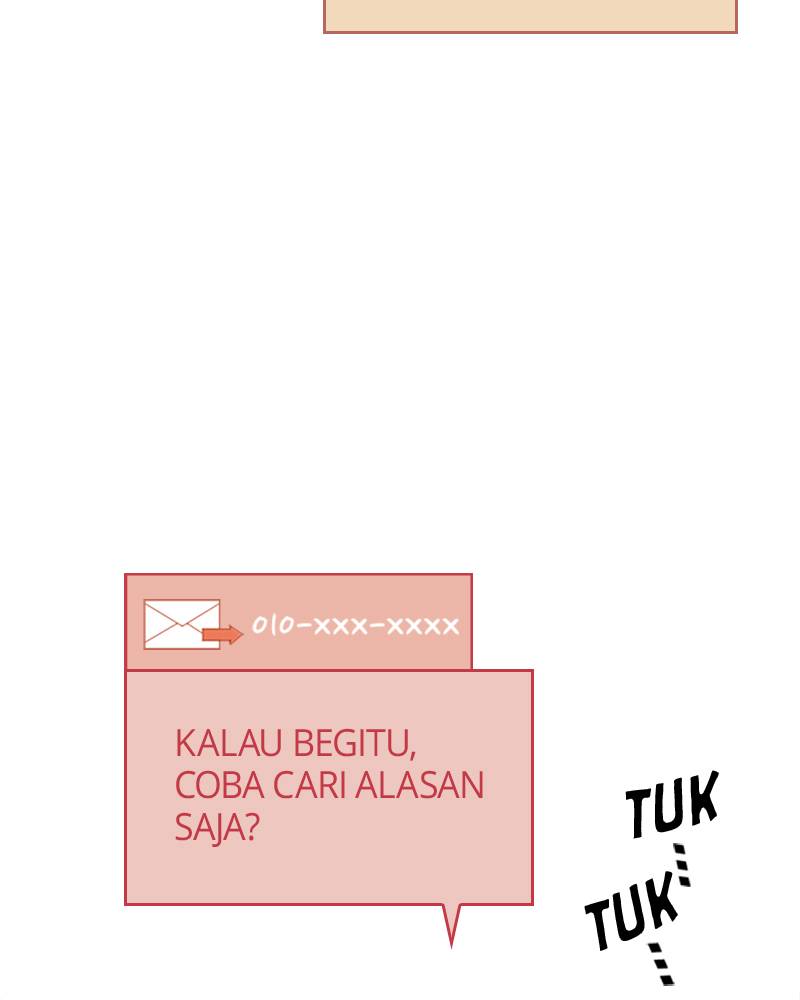 010-xxx-xxxx
KALAU BEGITU,
COBA CARI ALASAN
SAJA?
TUK
TUK